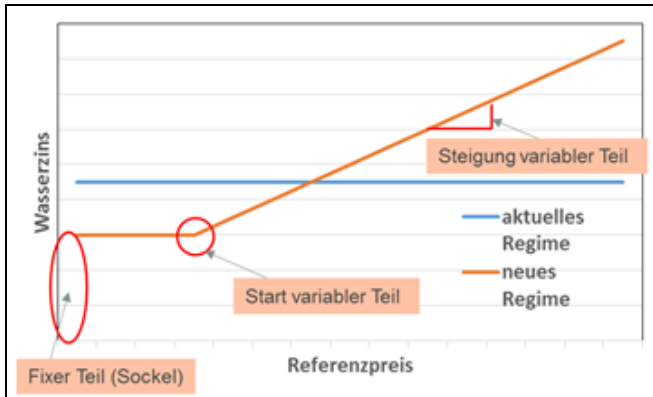 Wasserzins
Steigung variabler Teil
aktuelles
Regime
neues
Regime
Start variabler Teil
Referenzpreis
Fixer Teil (Sockel)